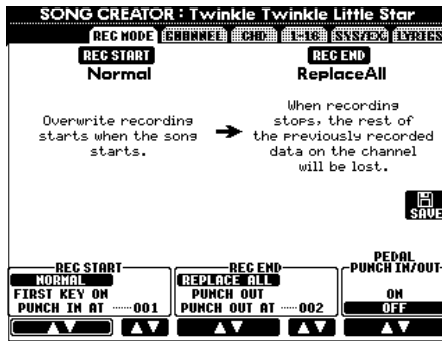 SONG CREATOR : Twinkle Twinkle Little Star
REC MODE CHANNEL CHD 1-16 SYS/EX. LYRICS
REC START REC END
Normal ReplaceAll
Overwrite recording
starts when the song
starts.
When recording
stops, the rest of
the previously recorded
data on the channel
will be lost.
SAVE
REC START
NORMAL
FIRST KEY ON
PUNCH IN AT ······001
REC END
REPLACE ALL
PUNCH OUT
PUNCH OUT AT ······002
PEDAL
PUNCH IN/OUT
ON
OFF